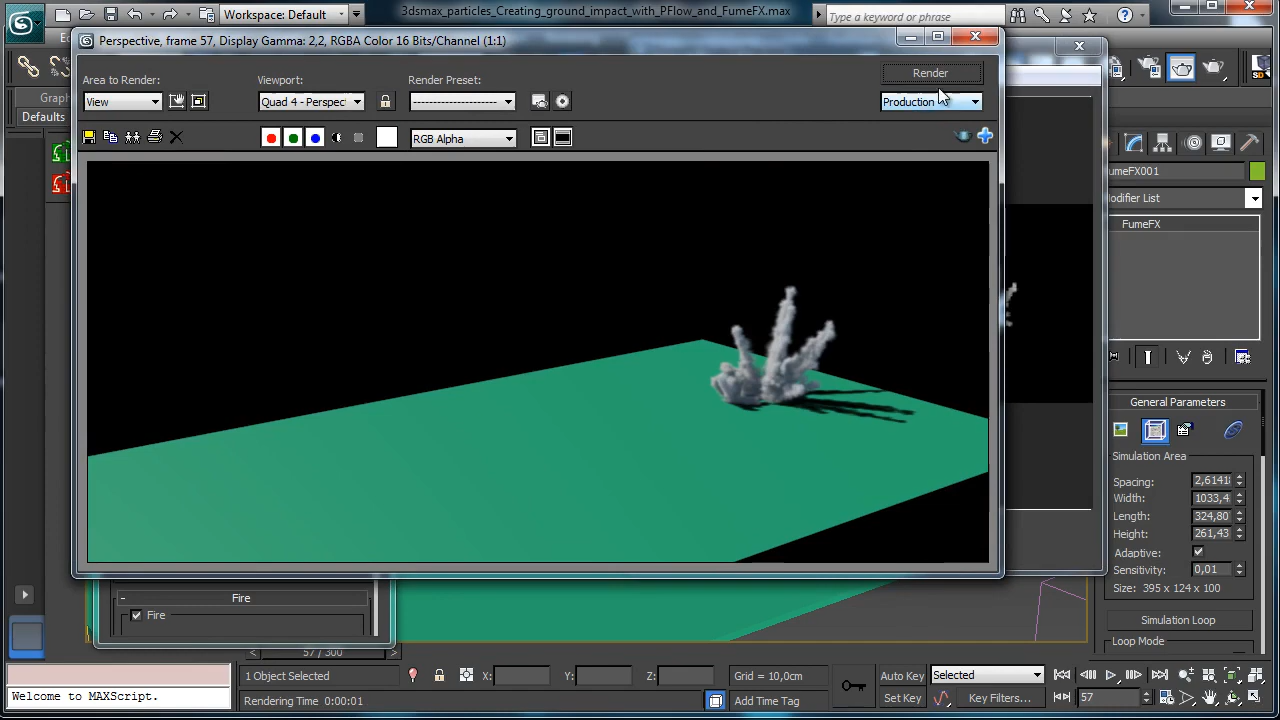 Workspace: Default
3dsmax_particles_Creating_ground_impact_with_PFlow_and_FumeFX.max
Type a keyword or phrase
Perspective, frame 57, Display Gamma: 2,2, RGBA Color 16 Bits/Channel (1:1)
Area to Render:
Viewport:
Render Preset:
Render
View
Quad 4 - Perspect
--------------------
Production
RGB Alpha
Graph
Defaults
SD
umeFX001
odifier List
FumeFX
General Parameters
Simulation Area
Spacing: 2,6141
Width: 1033,4
Length: 324,80
Height: 261,43
Adaptive:
Sensitivity: 0,01
Size: 395 x 124 x 100
Simulation Loop
Loop Mode
- Fire
Fire
57 / 300
1 Object Selected
X:
Y:
Z:
Grid = 10,0cm
Auto Key
Selected
Welcome to MAXScript.
Rendering Time 0:00:01
Add Time Tag
Set Key
Key Filters...
57